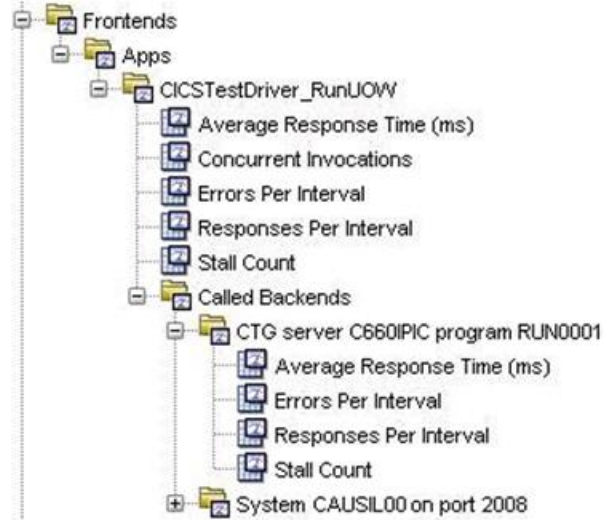 Frontends
Apps
CICSTestDriver_RunUOW
Average Response Time (ms)
Concurrent Invocations
Errors Per Interval
Responses Per Interval
Stall Count
Called Backends
CTG server C660IPIC program RUN0001
Average Response Time (ms)
Errors Per Interval
Responses Per Interval
Stall Count
System CAUSIL00 on port 2008